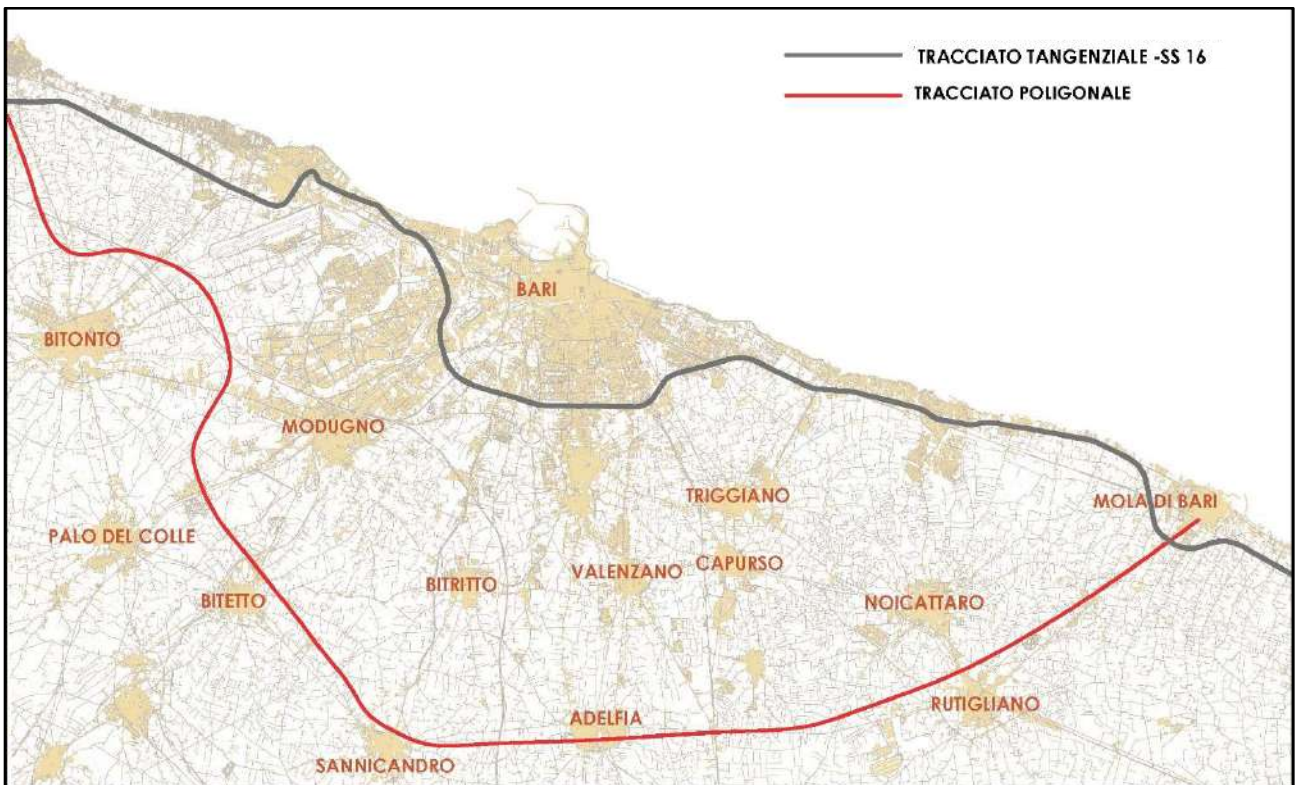 TRACCIATO TANGENZIALE -SS 16
TRACCIATO POLIGONALE
BARI
BITONTO
MODUGNO
TRIGGIANO
MOLA DI BARI
PALO DEL COLLE
CAPURSO
VALENZANO
BITRITTO
BITETTO
NOICATTARO
RUTIGLIANO
ADELFIA
SANNICANDRO